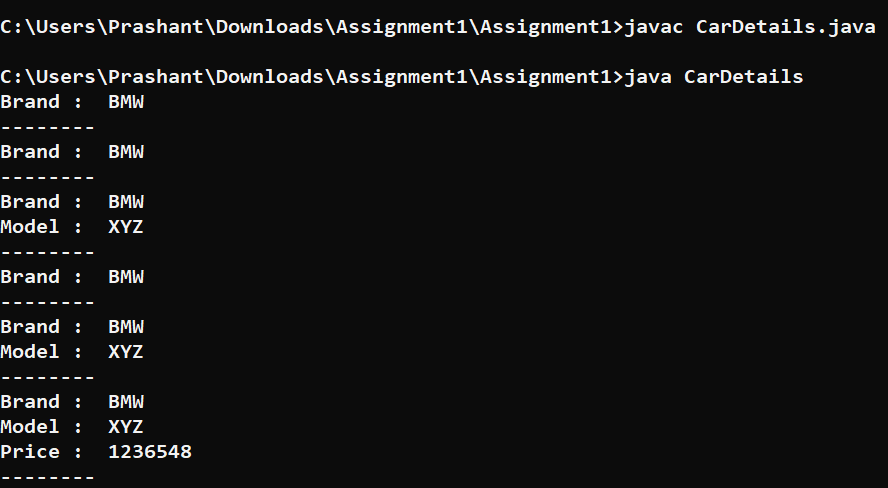 C:\Users\Prashant\Downloads\Assignment1\Assignment1>javac CarDetails.java
C:\Users\Prashant\Downloads\Assignment1\Assignment1>java CarDetails
Brand :  BMW
--------
Brand :  BMW
--------
Brand :  BMW
Model :  XYZ
--------
Brand :  BMW
--------
Brand :  BMW
Model :  XYZ
--------
Brand :  BMW
Model :  XYZ
Price :  1236548
--------